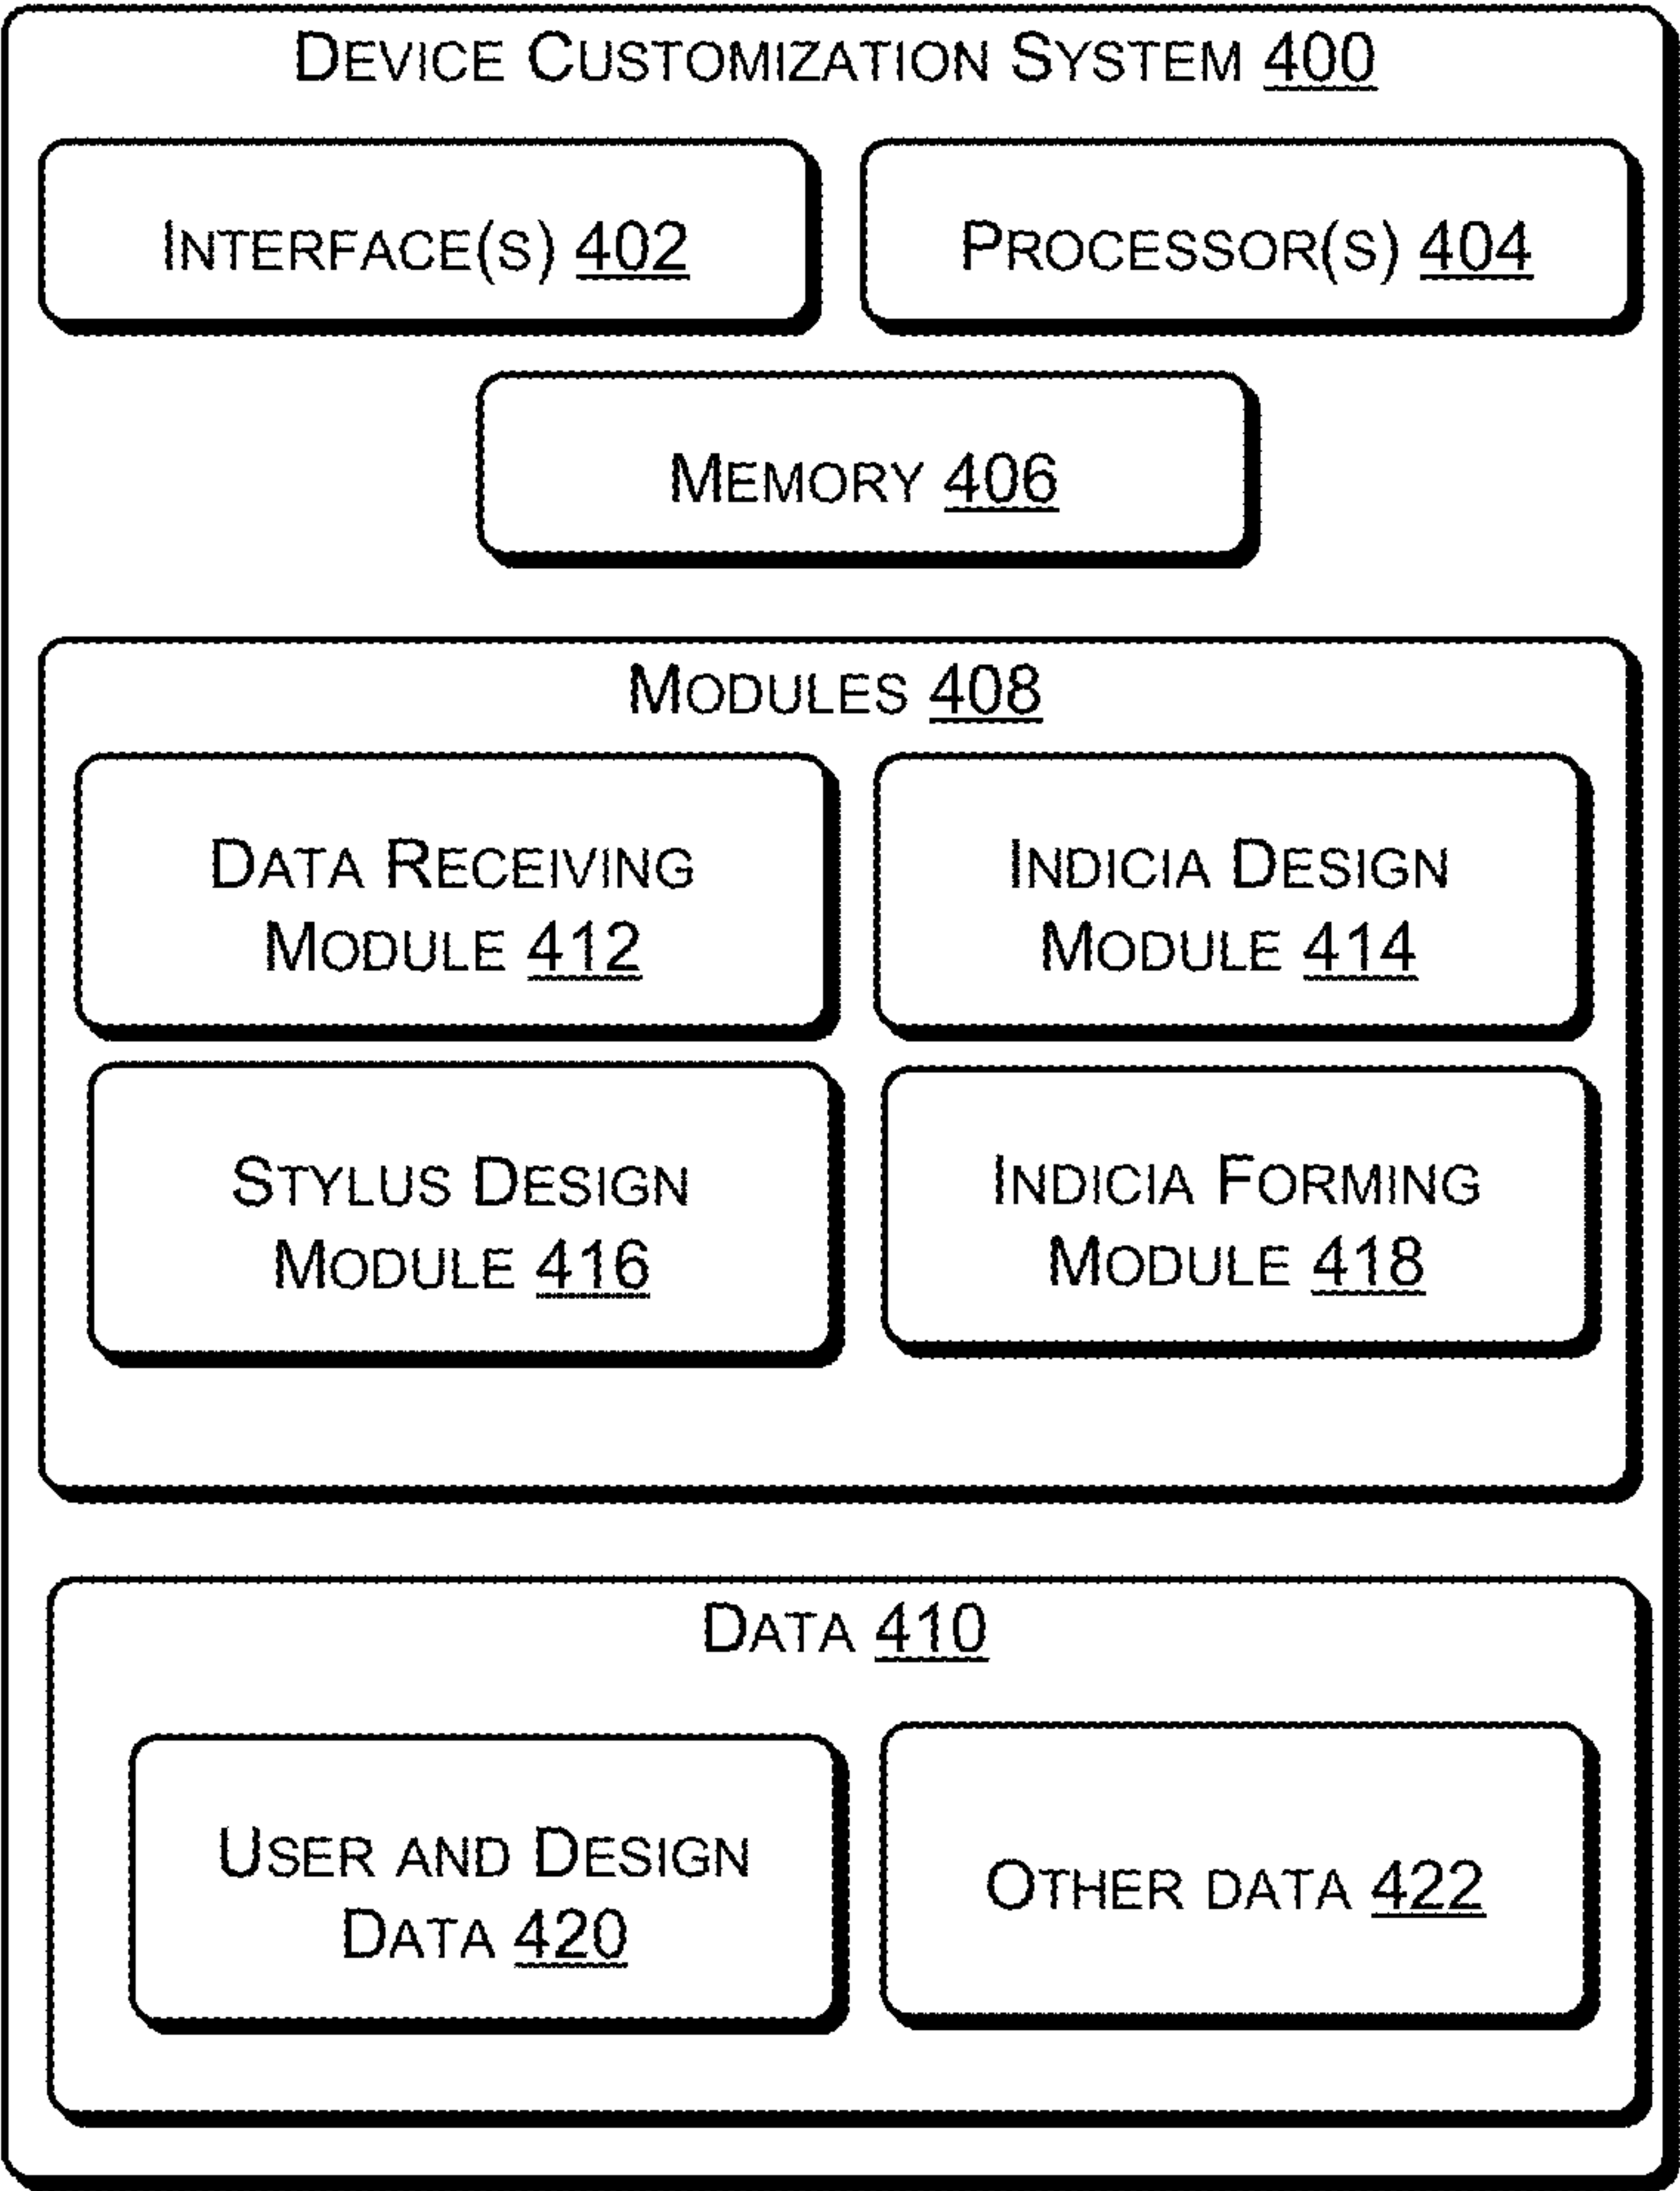 DEVICE CUSTOMIZATION SYSTEM 400
INTERFACE(S) 402
PROCESSOR(S) 404
MEMORY 406
MODULES 408
DATA RECEIVING
MODULE 412
INDICIA DESIGN
MODULE 414
STYLUS DESIGN
MODULE 416
INDICIA FORMING
MODULE 418
DATA 410
USER AND DESIGN
DATA 420
OTHER DATA 422